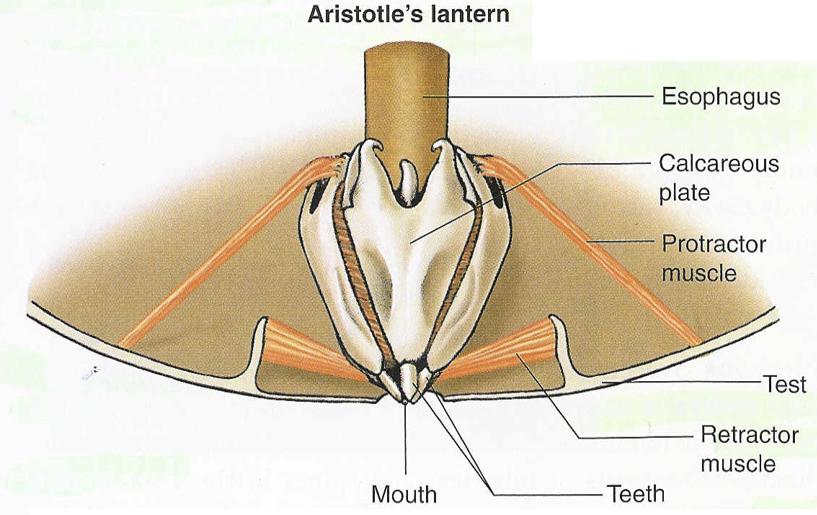 Aristotle's lantern
Esophagus
Calcareous
plate
Protractor
muscle
Test
Retractor
muscle
Mouth
Teeth